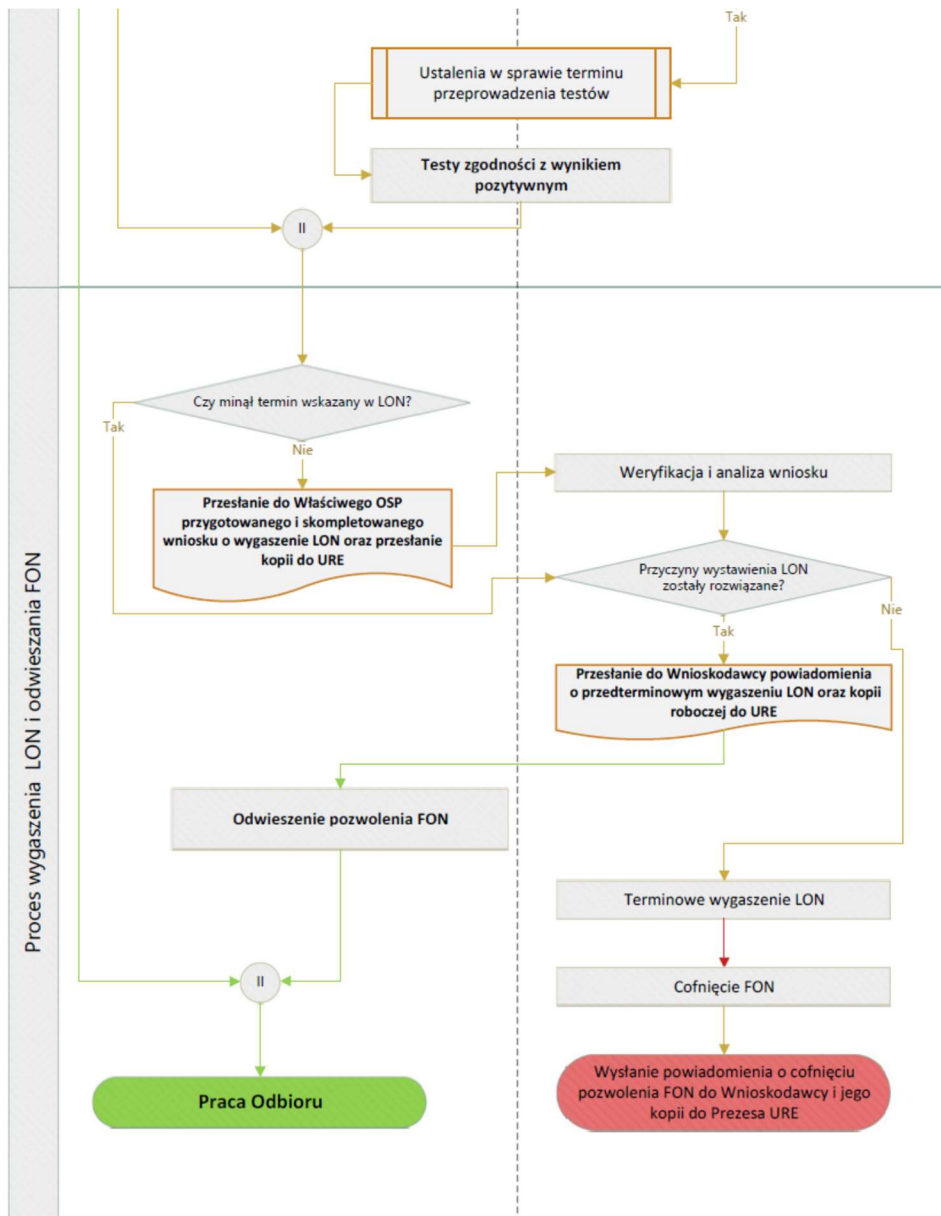 Tak
Ustalenia w sprawie terminu
przeprowadzenia testów
Testy zgodności z wynikiem
pozytywnym
II
Proces wygaszenia LON i odwieszania FON
Czy minął termin wskazany w LON?
Tak
Nie
Przesłanie do Właściwego OSP
przygotowanego i skompletowanego
wniosku o wygaszenie LON oraz przesłanie
kopii do URE
Weryfikacja i analiza wniosku
Przyczyny wystawienia LON
zostały rozwiązane?
Nie
Tak
Przesłanie do Wnioskodawcy powiadomienia
o przedterminowym wygaszeniu LON oraz kopii
roboczej do URE
Odwieszenie pozwolenia FON
Terminowe wygaszenie LON
II
Cofnięcie FON
Praca Odbioru
Wysłanie powiadomienia o cofnięciu
pozwolenia FON do Wnioskodawcy i jego
kopii do Prezesa URE